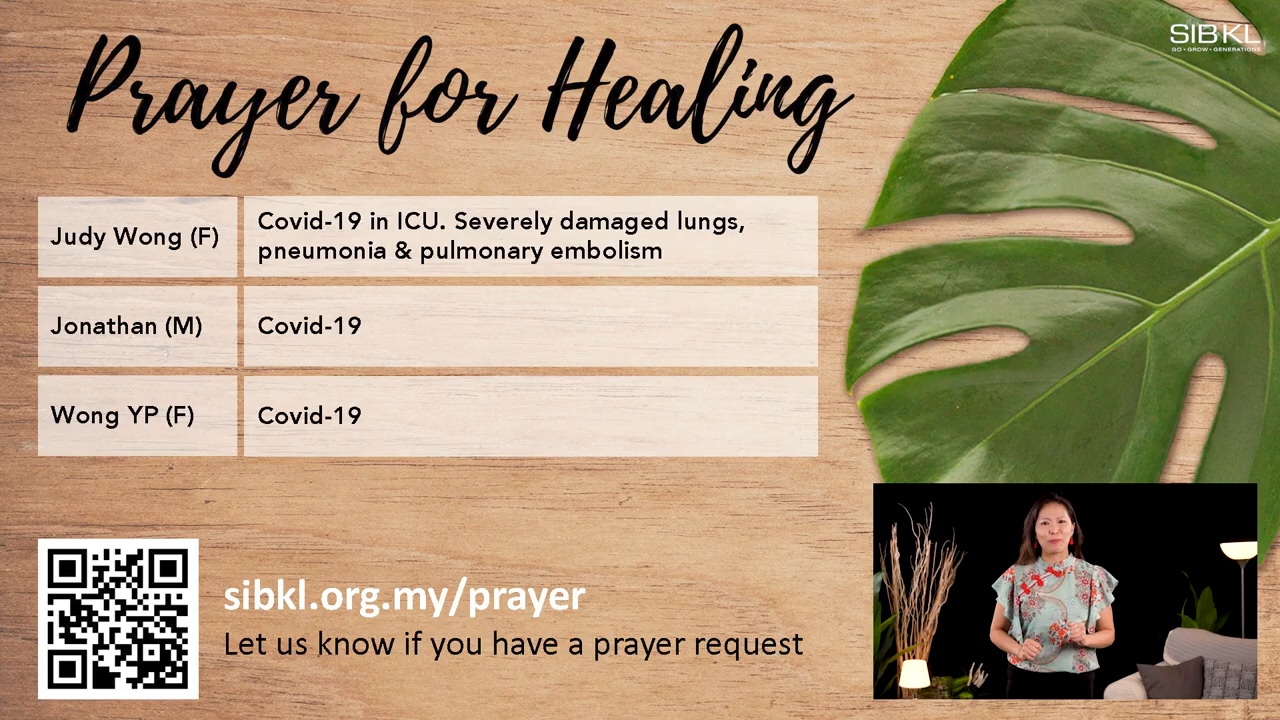 SIBKL
GO • GROW • GENERATIONS
Prayer for Healing
Judy Wong (F)
Covid-19 in ICU. Severely damaged lungs,
pneumonia & pulmonary embolism
Jonathan (M)
Covid-19
Wong YP (F)
Covid-19
sibkl.org.my/prayer
Let us know if you have a prayer request